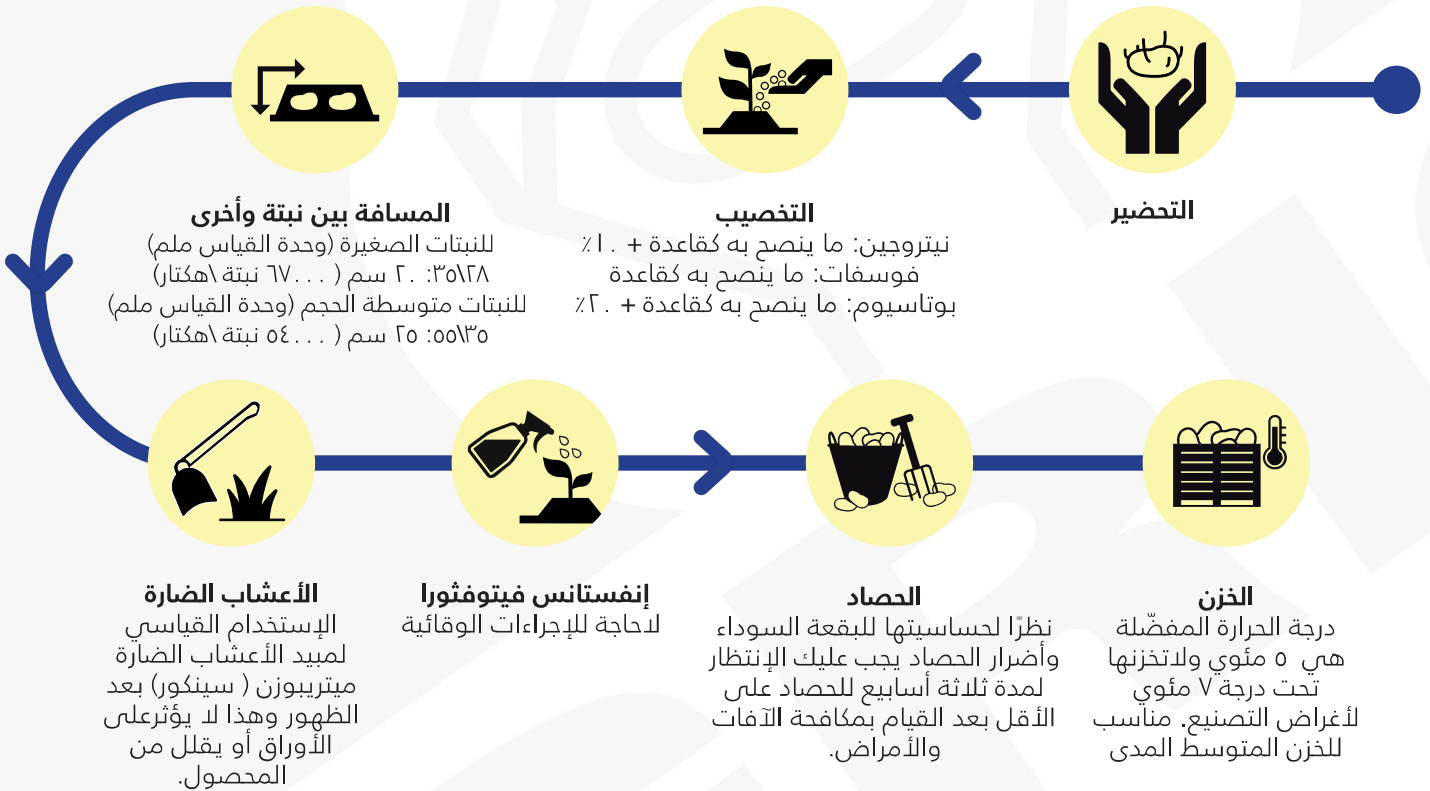 التحضير
التخصيب
نيتروجين: ما ينصح به كقاعدة + ١٠٪
فوسفات: ما ينصح به كقاعدة
بوتاسيوم: ما ينصح به كقاعدة + ٢٠٪
المسافة بين نبتة وأخرى
للنبتات الصغيرة (وحدة القياس ملم)
٣٥\٢٨: ٢٠ سم ( ٦٧٠٠٠ نبتة \هكتار)
للنبتات متوسطة الحجم (وحدة القياس ملم)
٥٥\٣٥: ٢٥ سم ( ٥٤٠٠٠ نبتة \هكتار)
الأعشاب الضارة
الإستخدام القياسي
لمبيد الأعشاب الضارة
ميتريبوزن ( سينكور) بعد
الظهور وهذا لا يؤثرعلى
الأوراق أو يقلل من
المحصول.
إنفستانس فيتوفثورا
لاحاجة للإجراءات الوقائية
الحصاد
نظرًا لحساسيتها للبقعة السوداء
وأضرار الحصاد يجب عليك الإنتظار
لمدة ثلاثة أسابيع للحصاد على
الأقل بعد القيام بمكافحة الآفات
والأمراض.
الخزن
درجة الحرارة المفضّلة
هي ٥ مئوي ولاتخزنها
تحت درجة ٧ مئوي
لأغراض التصنيع. مناسب
للخزن المتوسط المدى